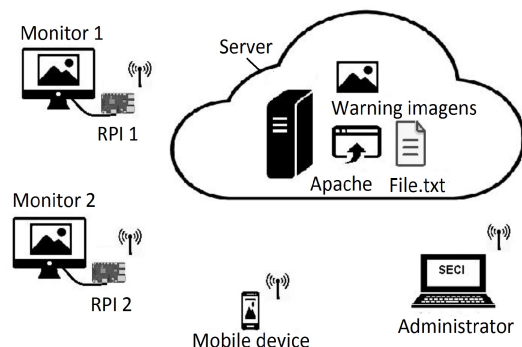 Monitor 1
Server
Warning imagens
RPI 1
Apache
File.txt
Monitor 2
RPI 2
SECI
Mobile device
Administrator